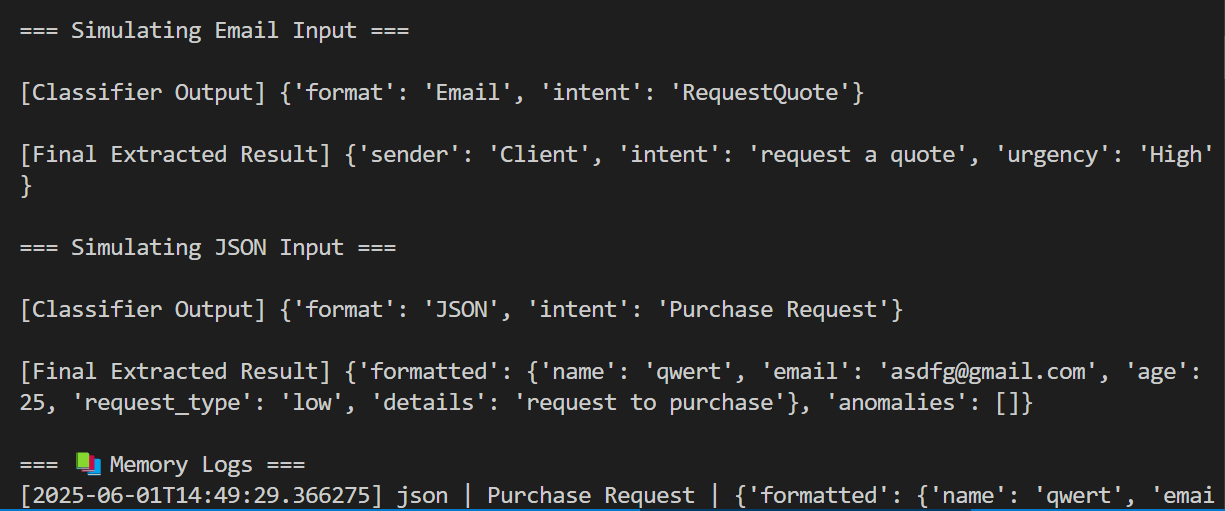 === Simulating Email Input ===
[Classifier Output] {'format': 'Email', 'intent': 'RequestQuote'}
[Final Extracted Result] {'sender': 'Client', 'intent': 'request a quote', 'urgency': 'High'
}
=== Simulating JSON Input ===
[Classifier Output] {'format': 'JSON', 'intent': 'Purchase Request'}
[Final Extracted Result] {'formatted': {'name': 'qwert', 'email': 'asdfg@gmail.com', 'age':
25, 'request_type': 'low', 'details': 'request to purchase'}, 'anomalies': []}
=== 📚 Memory Logs ===
[2025-06-01T14:49:29.366275] json | Purchase Request | {'formatted': {'name': 'qwert', 'emai